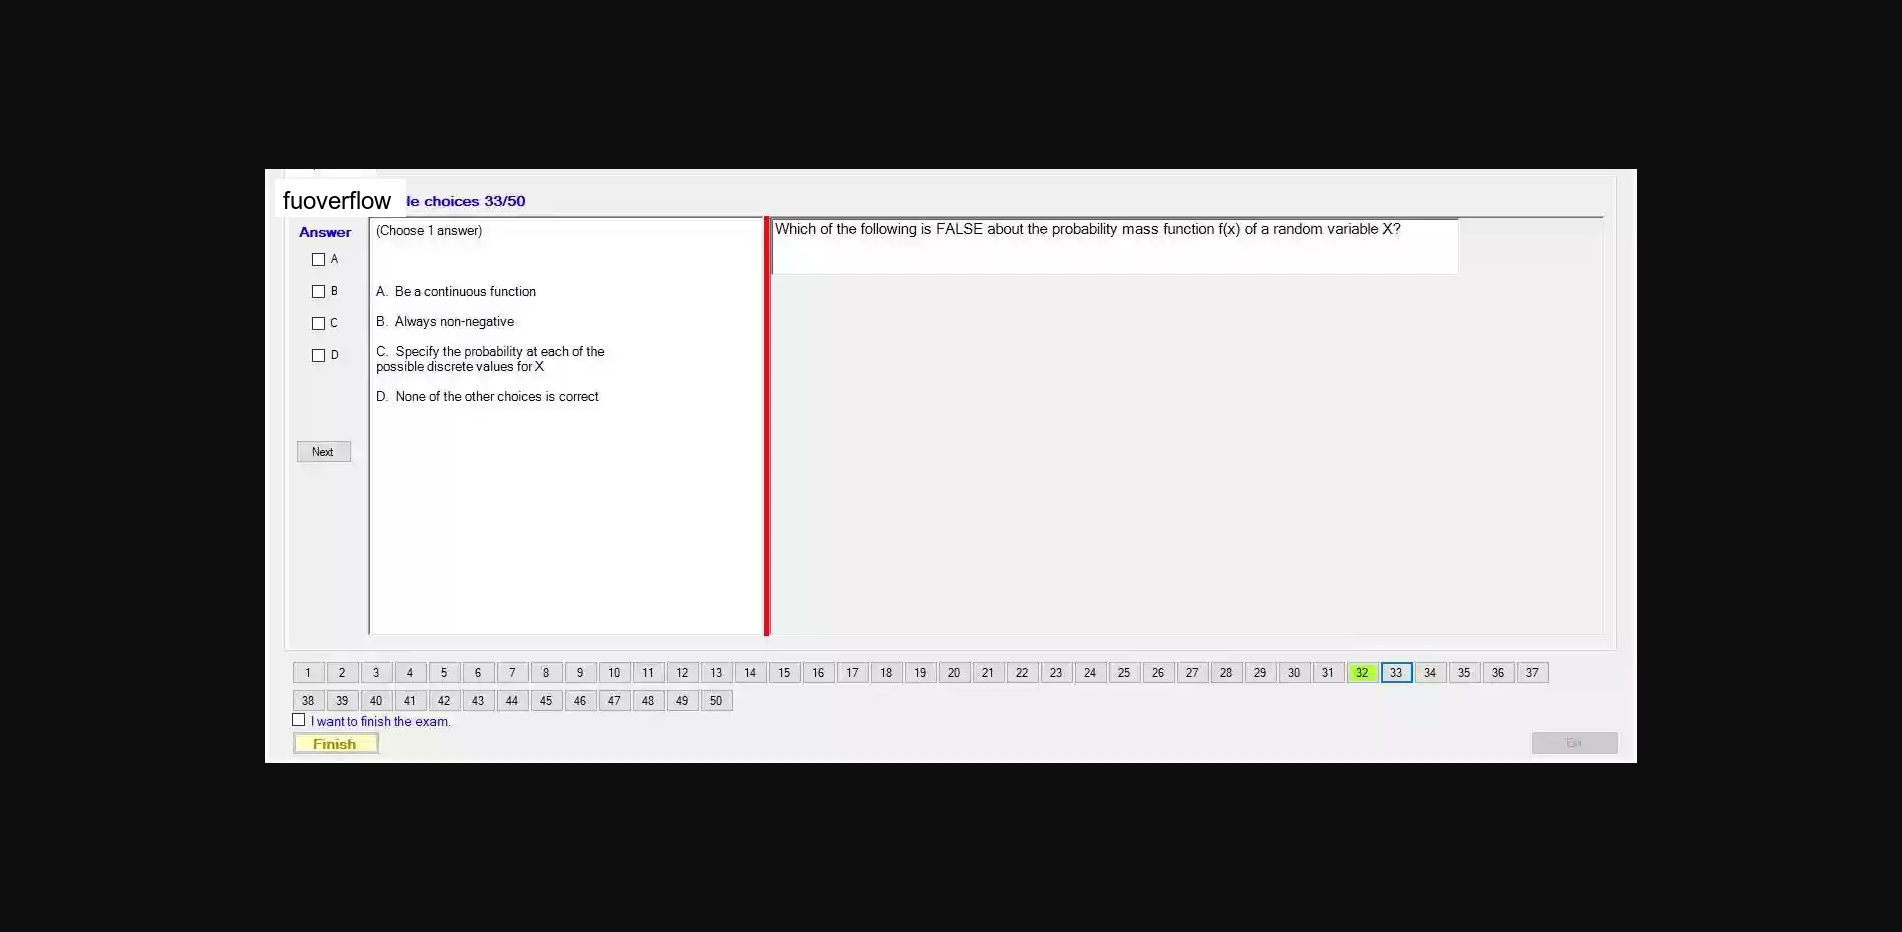 fuoverflow
le choices 33/50
Answer
(Choose 1 answer)
Which of the following is FALSE about the probability mass function f(x) of a random variable X?
A
B
C
D
A. Be a continuous function
B. Always non-negative
C. Specify the probability at each of the
possible discrete values for X
D. None of the other choices is correct
Next
1 2 3 4 5 6 7 8 9 10 11 12 13 14 15 16 17 18 19 20 21 22 23 24 25 26 27 28 29 30 31 32 33 34 35 36 37
38 39 40 41 42 43 44 45 46 47 48 49 50
I want to finish the exam.
Finish